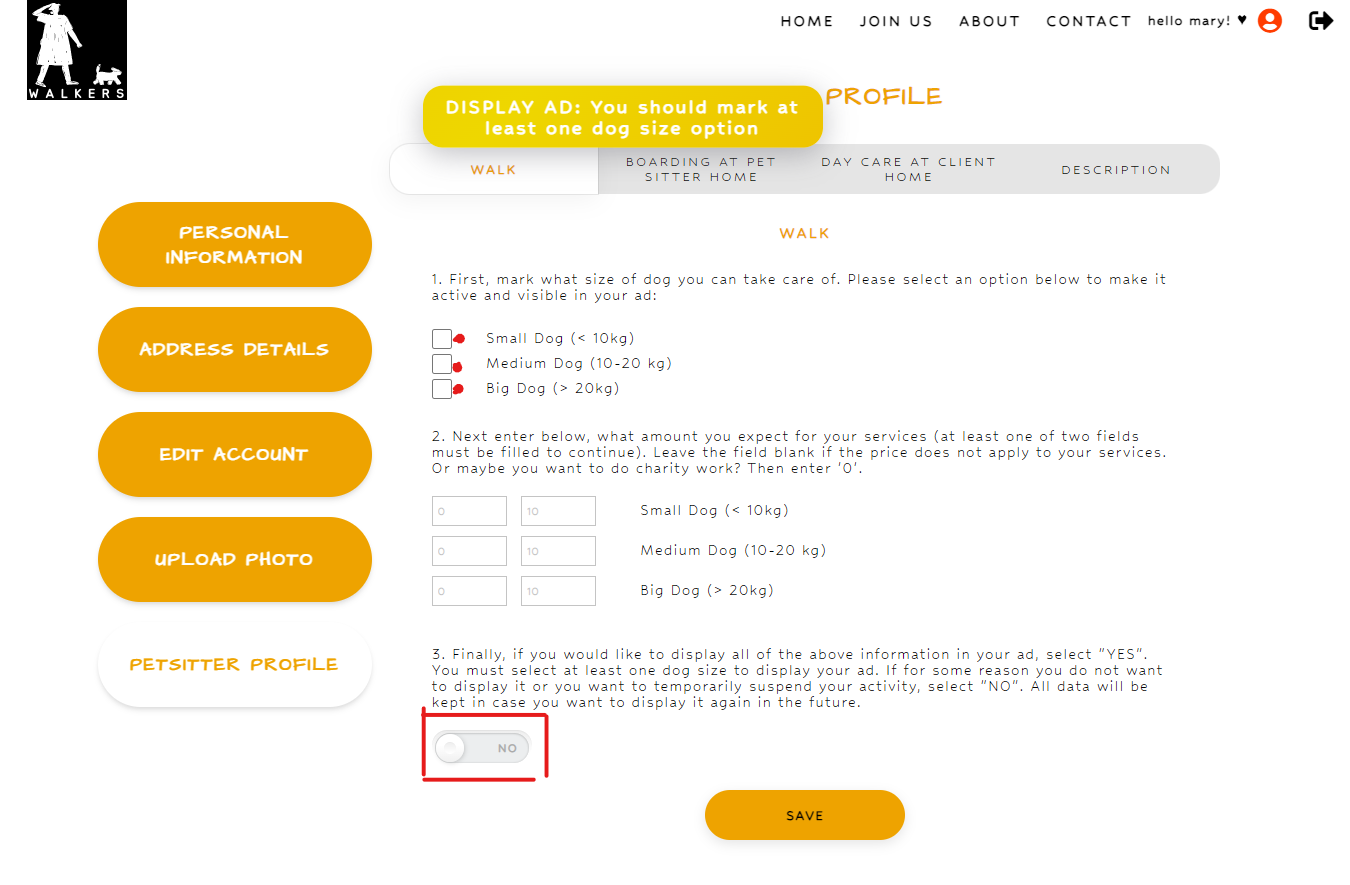 WALKERS
HOME JOIN US ABOUT CONTACT hello mary! ♥
PROFILE
DISPLAY AD: You should mark at
least one dog size option
WALK
BOARDING AT PET
SITTER HOME
DAY CARE AT CLIENT
HOME
DESCRIPTION
PERSONAL
INFORMATION
ADDRESS DETAILS
EDIT ACCOUNT
UPLOAD PHOTO
PETSITTER PROFILE
WALK
1. First, mark what size of dog you can take care of. Please select an option below to make it
active and visible in your ad:
Small Dog (< 10kg)
Medium Dog (10-20 kg)
Big Dog (> 20kg)
2. Next enter below, what amount you expect for your services (at least one of two fields
must be filled to continue). Leave the field blank if the price does not apply to your services.
Or maybe you want to do charity work? Then enter '0'.
0 10 Small Dog (< 10kg)
0 10 Medium Dog (10-20 kg)
0 10 Big Dog (> 20kg)
3. Finally, if you would like to display all of the above information in your ad, select "YES".
You must select at least one dog size to display your ad. If for some reason you do not want
to display it or you want to temporarily suspend your activity, select "NO". All data will be
kept in case you want to display it again in the future.
NO
SAVE